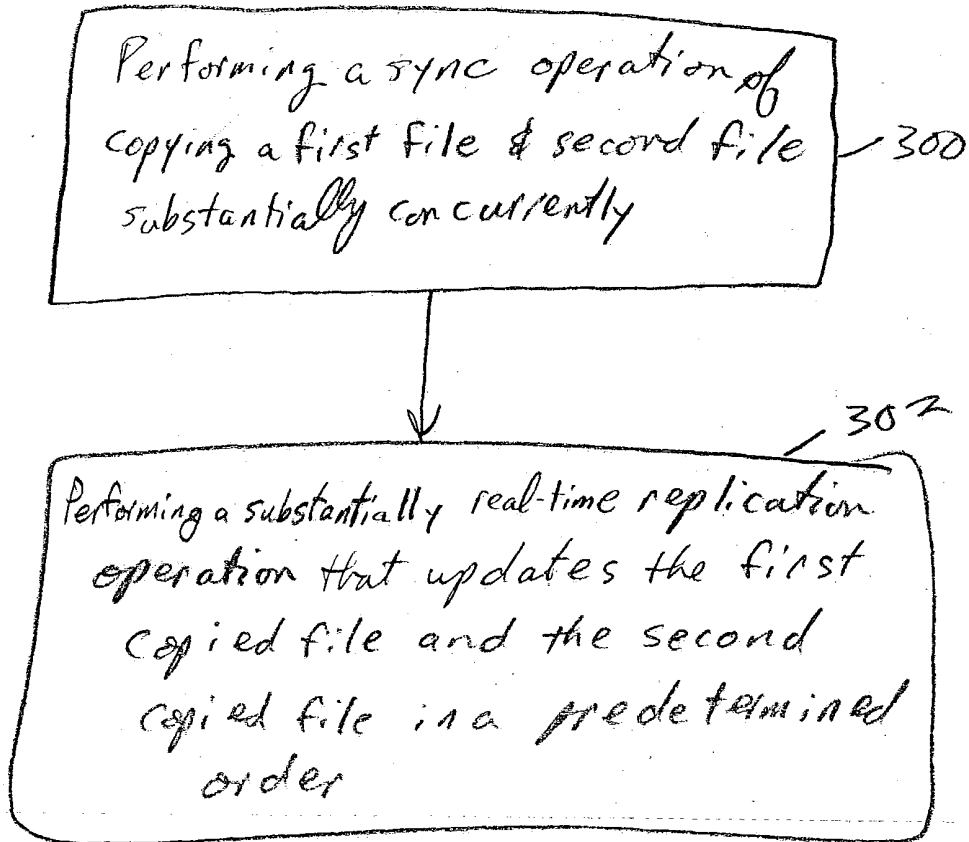 Performing a sync operation of
copying a first file & second file
substantially concurrently
300
302
Performing a substantially real-time replication
operation that updates the first
copied file and the second
copied file in a predetermined
order